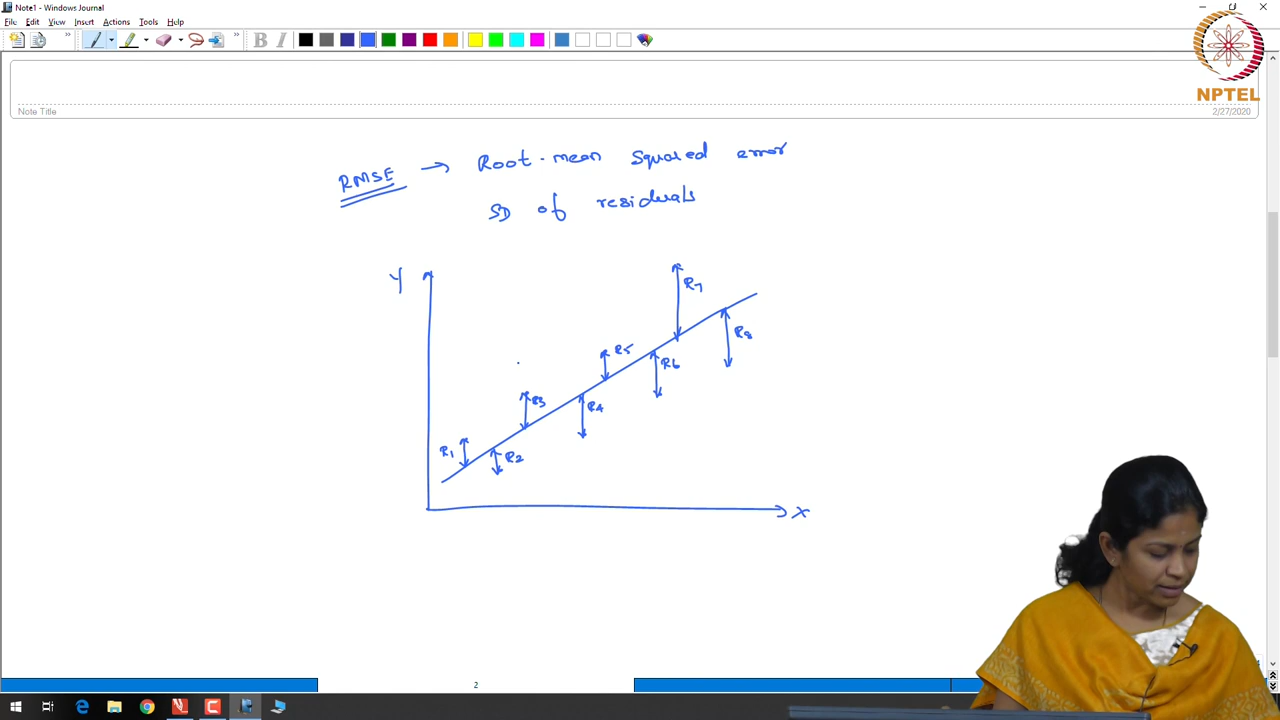 Note1 - Windows Journal
File Edit View Insert Actions Tools Help
NPTEL
Note Title
2/27/2020
RMSE → Root-mean squared error
SD of residuals
Y
R7
R8
R5
R6
R3
R4
R1
R2
X
2